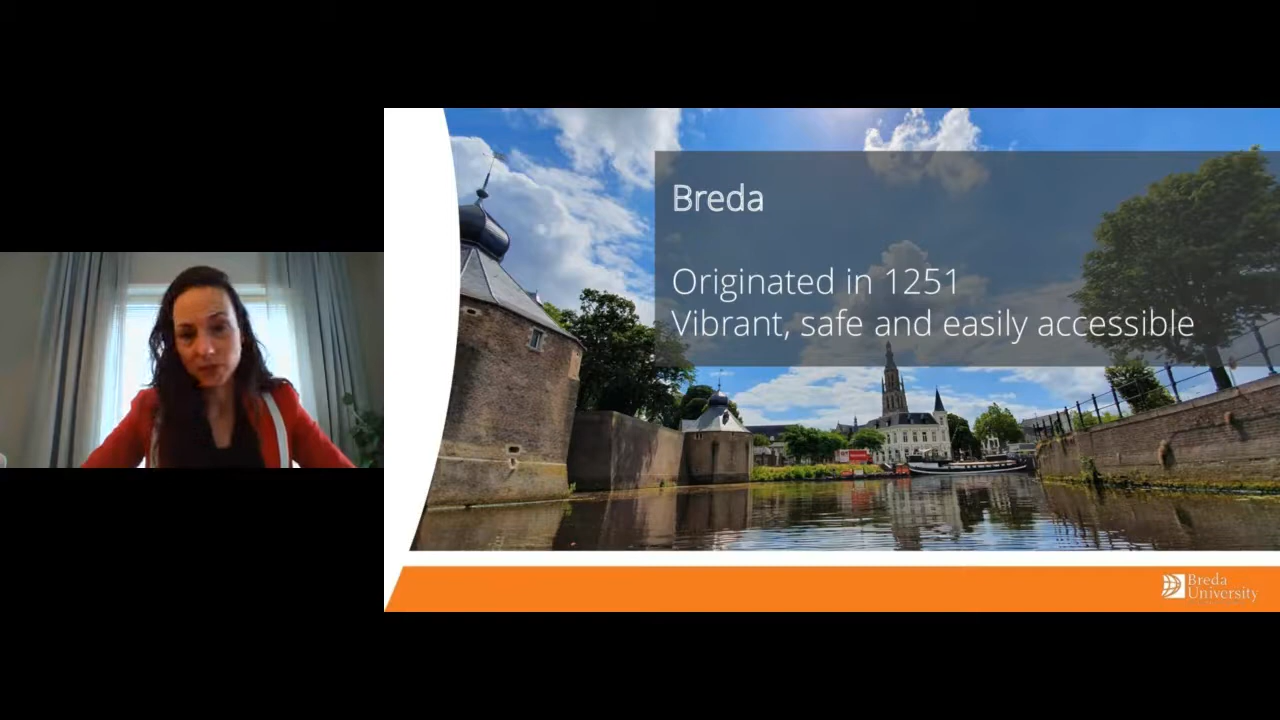 Breda
Originated in 1251
Vibrant, safe and easily accessible
Breda
University